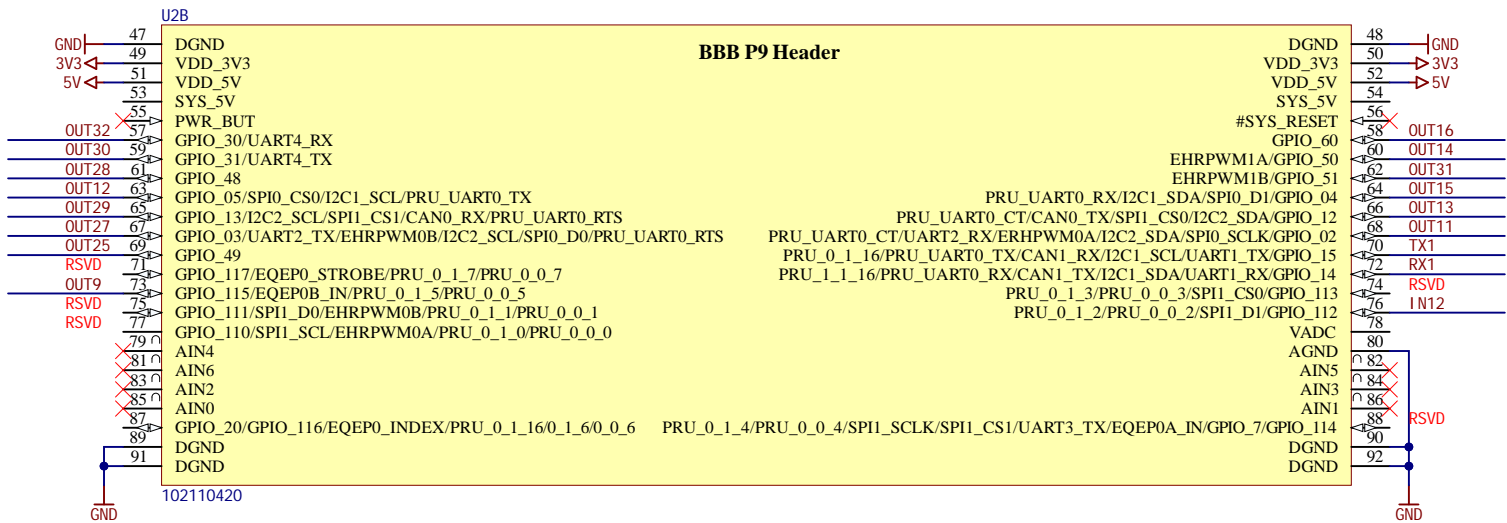 U2B
BBB P9 Header
GND 47 DGND DGND 48 GND
3V3 49 VDD_3V3 VDD_3V3 50 3V3
5V 51 VDD_5V VDD_5V 52 5V
53 SYS_5V SYS_5V 54
55 PWR_BUT #SYS_RESET 56
OUT32 57 GPIO_30/UART4_RX GPIO_60 58 OUT16
OUT30 59 GPIO_31/UART4_TX EHRPWM1A/GPIO_50 60 OUT14
OUT28 61 GPIO_48 EHRPWM1B/GPIO_51 62 OUT31
OUT12 63 GPIO_05/SPI0_CS0/I2C1_SCL/PRU_UART0_TX PRU_UART0_RX/I2C1_SDA/SPI0_D1/GPIO_04 64 OUT15
OUT29 65 GPIO_13/I2C2_SCL/SPI1_CS1/CAN0_RX/PRU_UART0_RTS PRU_UART0_CT/CAN0_TX/SPI1_CS0/I2C2_SDA/GPIO_12 66 OUT13
OUT27 67 GPIO_03/UART2_TX/EHRPWM0B/I2C2_SCL/SPI0_D0/PRU_UART0_RTS PRU_UART0_CT/UART2_RX/ERHPWM0A/I2C2_SDA/SPI0_SCLK/GPIO_02 68 OUT11
OUT25 69 GPIO_49 PRU_0_1_16/PRU_UART0_TX/CAN1_RX/I2C1_SCL/UART1_TX/GPIO_15 70 TX1
RSVD 71 GPIO_117/EQEP0_STROBE/PRU_0_1_7/PRU_0_0_7 PRU_1_1_16/PRU_UART0_RX/CAN1_TX/I2C1_SDA/UART1_RX/GPIO_14 72 RX1
OUT9 73 GPIO_115/EQEP0B_IN/PRU_0_1_5/PRU_0_0_5 PRU_0_1_3/PRU_0_0_3/SPI1_CS0/GPIO_113 74 RSVD
RSVD 75 GPIO_111/SPI1_D0/EHRPWM0B/PRU_0_1_1/PRU_0_0_1 PRU_0_1_2/PRU_0_0_2/SPI1_D1/GPIO_112 76 IN12
RSVD 77 GPIO_110/SPI1_SCL/EHRPWM0A/PRU_0_1_0/PRU_0_0_0 VADC 78
79 AIN4 AGND 80
81 AIN6 AIN5 82
83 AIN2 AIN3 84
85 AIN0 AIN1 86
87 GPIO_20/GPIO_116/EQEP0_INDEX/PRU_0_1_16/0_1_6/0_0_6 PRU_0_1_4/PRU_0_0_4/SPI1_SCLK/SPI1_CS1/UART3_TX/EQEP0A_IN/GPIO_7/GPIO_114 88 RSVD
89 DGND DGND 90
91 DGND DGND 92
102110420
GND GND